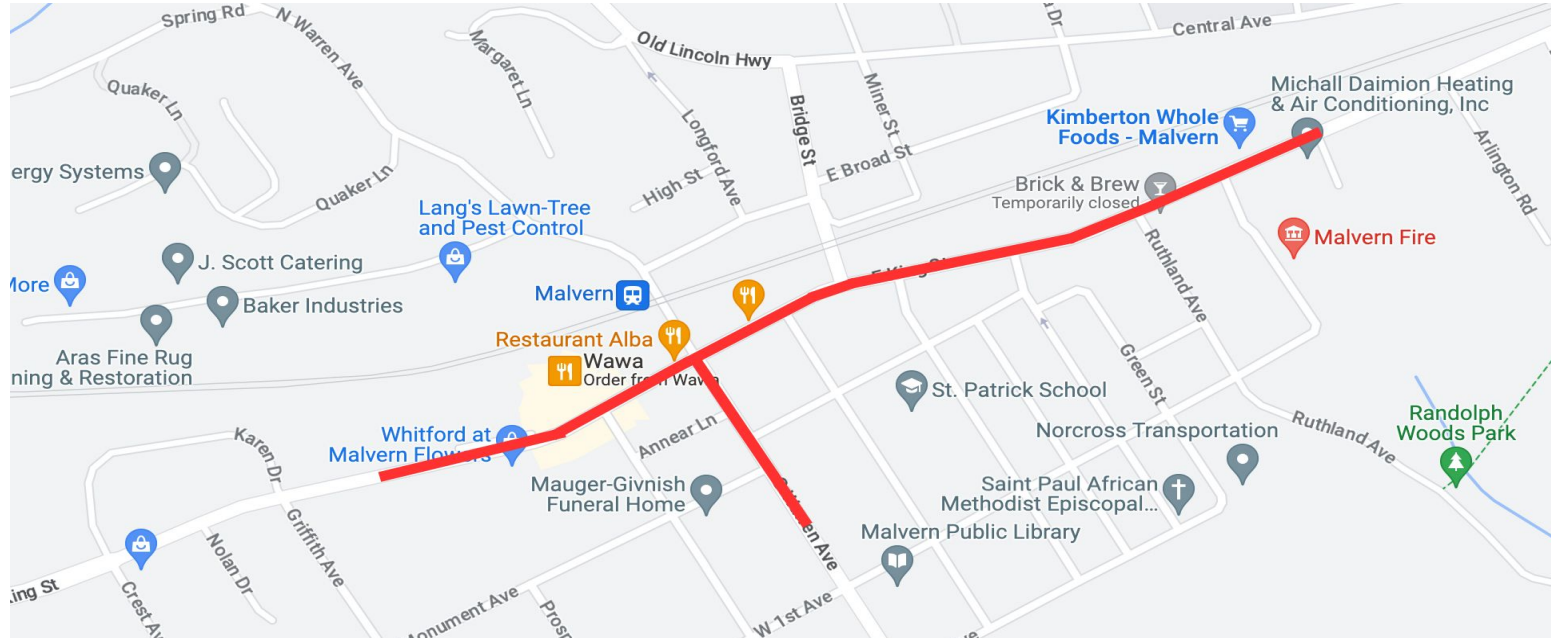 Spring Rd
N Warren Ave
Margaret Ln
Old Lincoln Hwy
Central Ave
Quaker Ln
Longford Ave
Bridge St
Miner St
Michall Daimion Heating
& Air Conditioning, Inc
Kimberton Whole
Foods - Malvern
Arlington Rd
ergy Systems
Quaker Ln
High St
E Broad St
Brick & Brew
Temporarily closed
Lang's Lawn-Tree
and Pest Control
Malvern Fire
J. Scott Catering
More
Baker Industries
Malvern
E King St
Ruthland Ave
Restaurant Alba
Wawa
Order from Wawa
Aras Fine Rug
ning & Restoration
Green St
St. Patrick School
Annear Ln
Whitford at
Malvern Flowers
Karen Dr
Norcross Transportation
Ruthland Ave
Randolph
Woods Park
Mauger-Givnish
Funeral Home
Saint Paul African
Methodist Episcopal...
Griffith Ave
Malvern Public Library
Nolan Dr
King St
Crest Av
Monument Ave
W 1st Ave